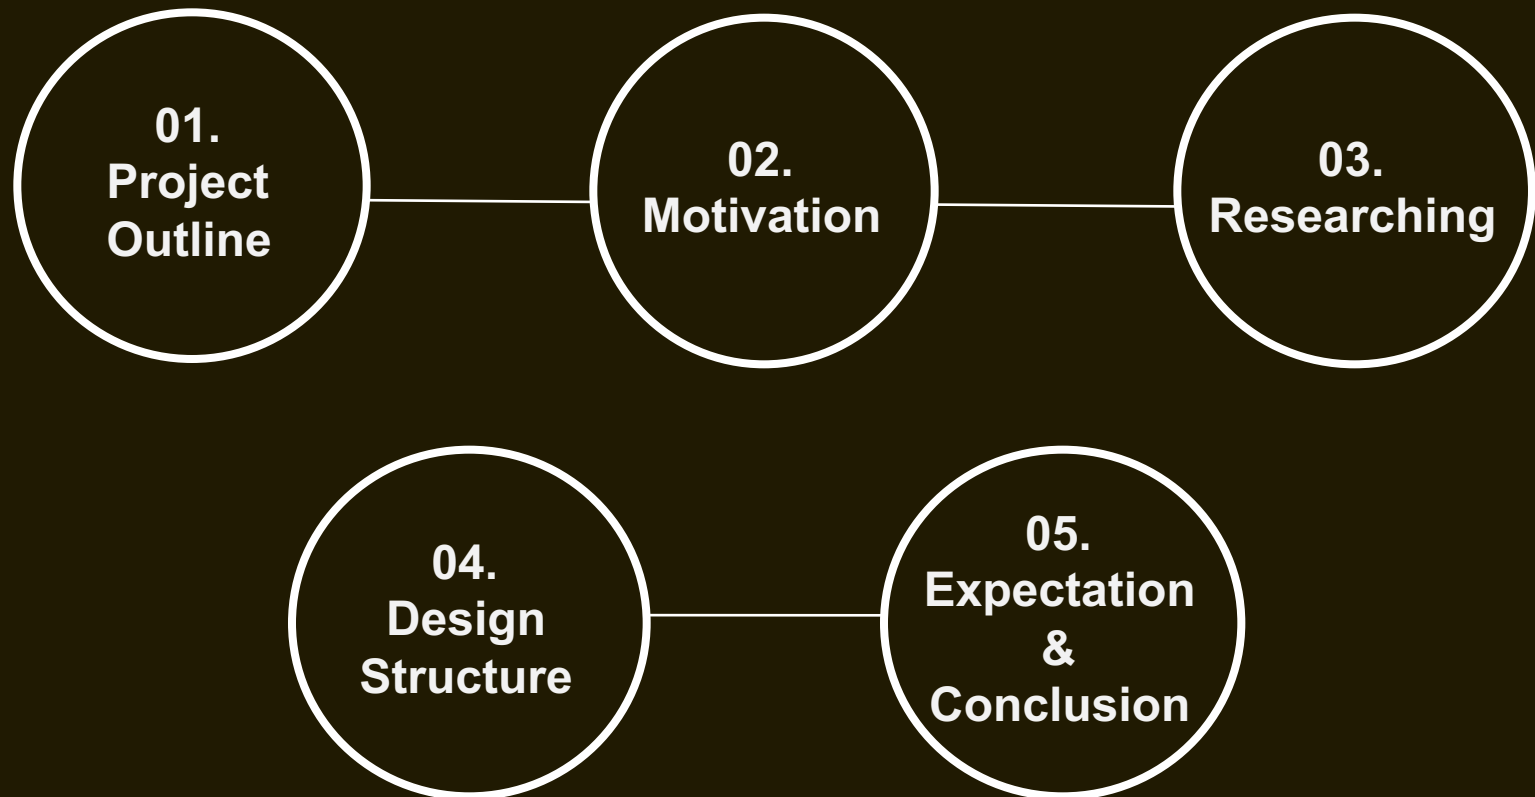 01.
Project
Outline
02.
Motivation
03.
Researching
04.
Design
Structure
05.
Expectation
&
Conclusion